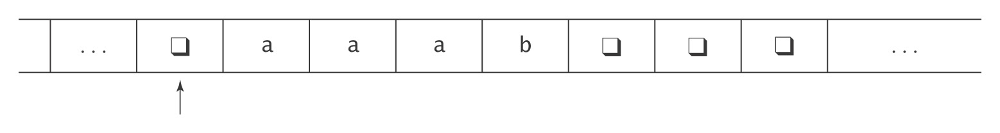 ... ❑ a a a b ❑ ❑ ❑ ...